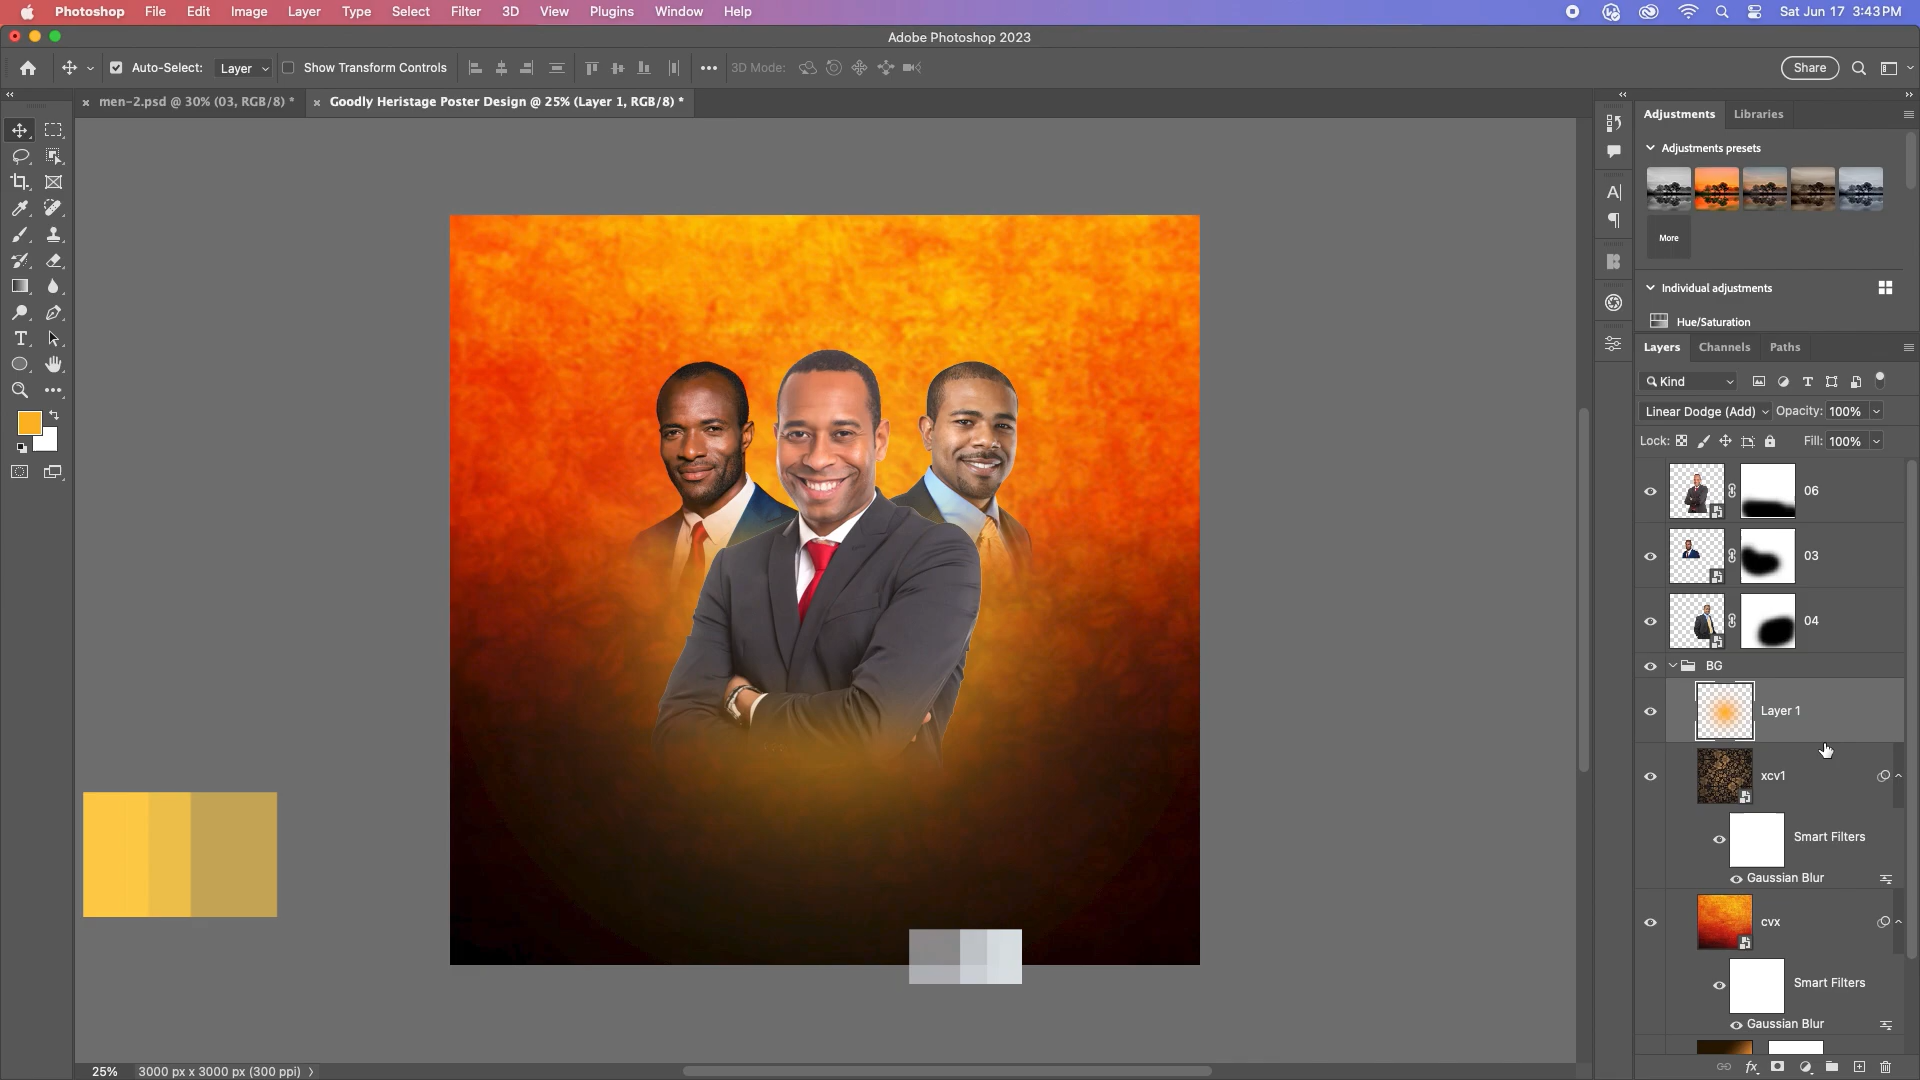 Photoshop File Edit Image Layer Type Select Filter 3D View Plugins Window Help Sat Jun 17 3:43 PM
Adobe Photoshop 2023
Auto-Select: Layer Show Transform Controls 3D Mode: Share
men-2.psd @ 30% (03, RGB/8) * Goodly Heristage Poster Design @ 25% (Layer 1, RGB/8) *
Adjustments Libraries
Adjustments presets
More
Individual adjustments
Hue/Saturation
Layers Channels Paths
Kind
Linear Dodge (Add) Opacity: 100%
Lock: Fill: 100%
06
03
04
BG
Layer 1
xcv1
Smart Filters
Gaussian Blur
cvx
Smart Filters
Gaussian Blur
25% 3000 px x 3000 px (300 ppi)